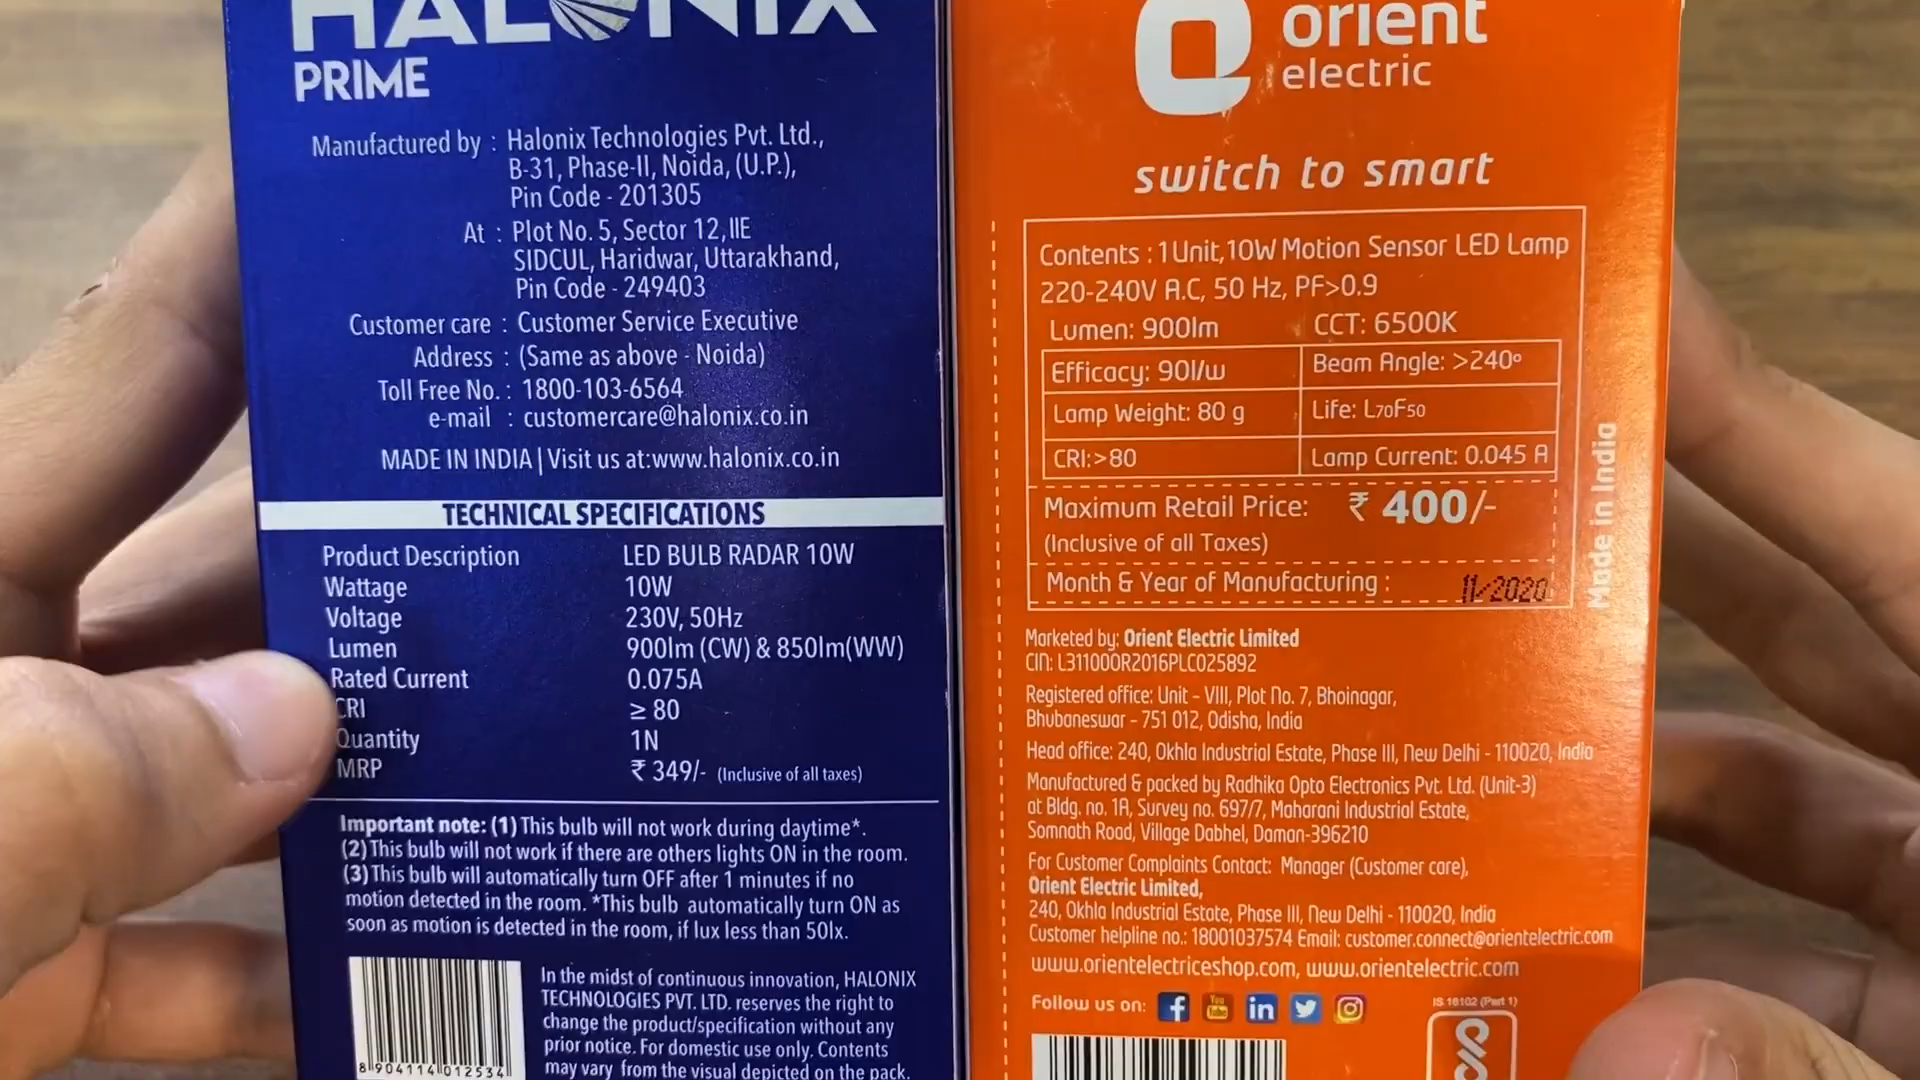 HALONIX
PRIME
Manufactured by : Halonix Technologies Pvt. Ltd.,
B-31, Phase-II, Noida, (U.P.),
Pin Code - 201305
At : Plot No. 5, Sector 12, IIE
SIDCUL, Haridwar, Uttarakhand,
Pin Code - 249403
Customer care : Customer Service Executive
Address : (Same as above - Noida)
Toll Free No. : 1800-103-6564
e-mail : customercare@halonix.co.in
MADE IN INDIA | Visit us at:www.halonix.co.in
TECHNICAL SPECIFICATIONS
Product Description LED BULB RADAR 10W
Wattage 10W
Voltage 230V, 50Hz
Lumen 900lm (CW) & 850lm(WW)
Rated Current 0.075A
CRI ≥ 80
Quantity 1N
MRP ₹ 349/- (Inclusive of all taxes)
Important note: (1) This bulb will not work during daytime*.
(2) This bulb will not work if there are others lights ON in the room.
(3) This bulb will automatically turn OFF after 1 minutes if no
motion detected in the room. *This bulb automatically turn ON as
soon as motion is detected in the room, if lux less than 50lx.
8 904114 012534
In the midst of continuous innovation, HALONIX
TECHNOLOGIES PVT. LTD. reserves the right to
change the product/specification without any
prior notice. For domestic use only. Contents
may vary from the visual depicted on the pack.
orient
electric
switch to smart
Contents : 1 Unit, 10W Motion Sensor LED Lamp
220-240V A.C, 50 Hz, PF>0.9
Lumen: 900lm CCT: 6500K
Efficacy: 90l/w Beam Angle: >240°
Lamp Weight: 80 g Life: L70F50
CRI:>80 Lamp Current: 0.045 A
Maximum Retail Price: ₹ 400/-
(Inclusive of all Taxes)
Month & Year of Manufacturing : 11/2020
Made in India
Marketed by: Orient Electric Limited
CIN: L311000R2016PLC025892
Registered office: Unit - VIII, Plot No. 7, Bhoinagar,
Bhubaneswar - 751 012, Odisha, India
Head office: 240, Okhla Industrial Estate, Phase III, New Delhi - 110020, India
Manufactured & packed by Radhika Opto Electronics Pvt. Ltd. (Unit-3)
at Bldg. no. 1A, Survey no. 697/7, Maharani Industrial Estate,
Somnath Road, Village Dabhel, Daman-396210
For Customer Complaints Contact: Manager (Customer care),
Orient Electric Limited,
240, Okhla Industrial Estate, Phase III, New Delhi - 110020, India
Customer helpline no.: 18001037574 Email: customer.connect@orientelectric.com
www.orientelectriceshop.com, www.orientelectric.com
Follow us on:
IS 16102 (Part 1)